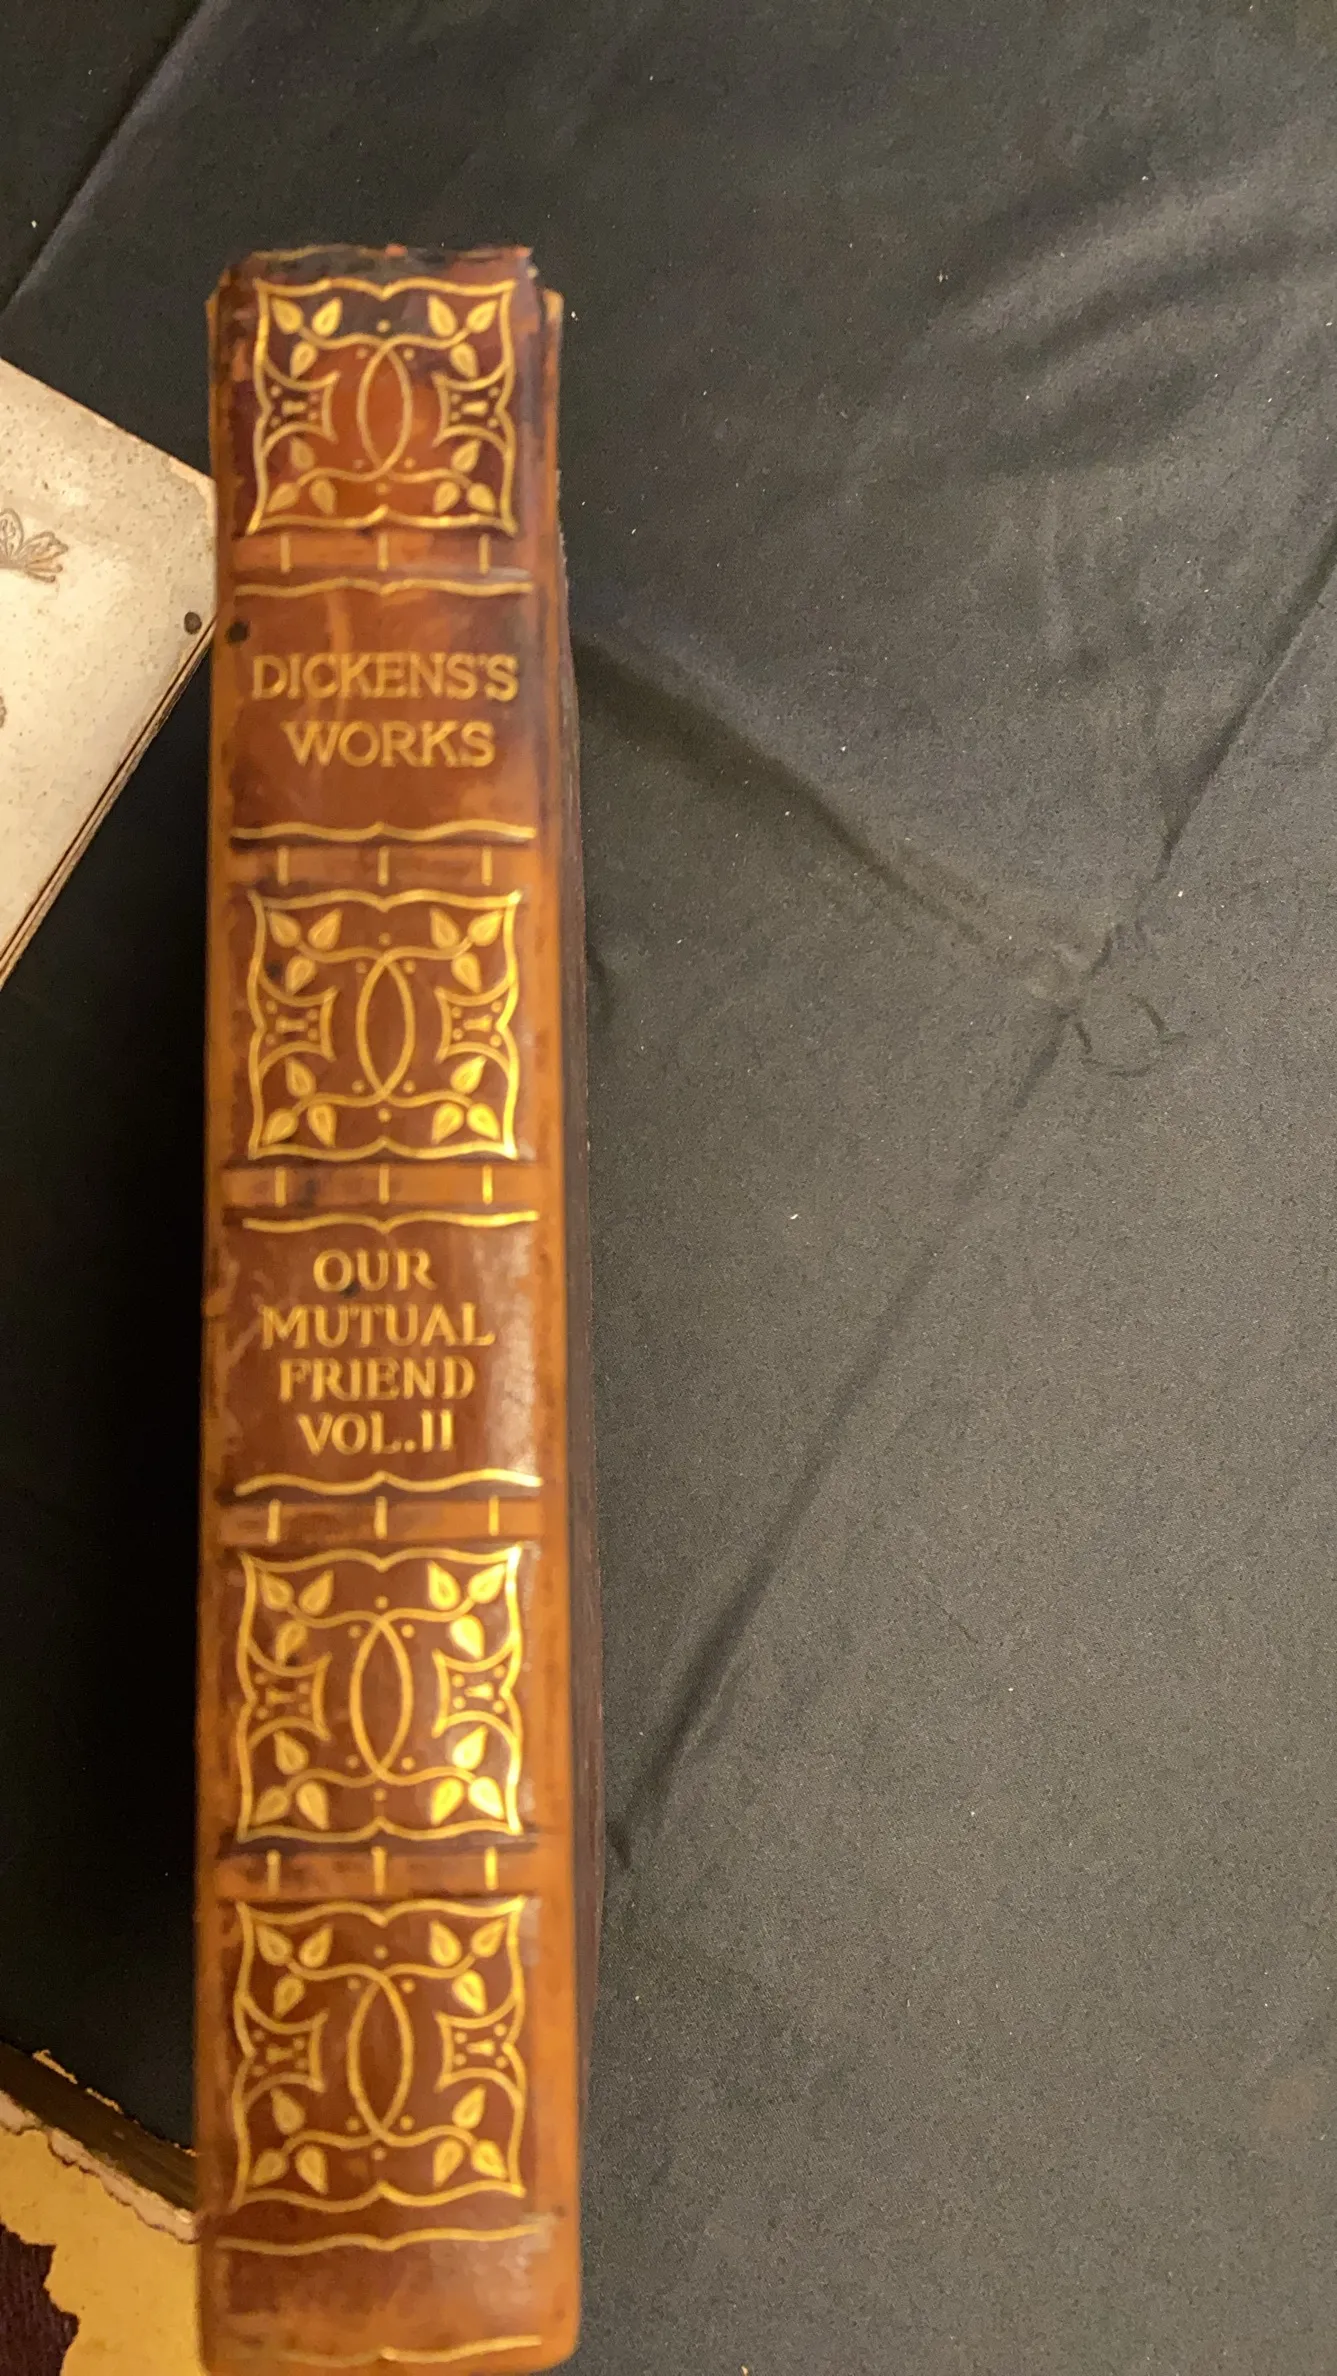 DICKENS'S
WORKS
OUR
MUTUAL
FRIEND
VOL.II